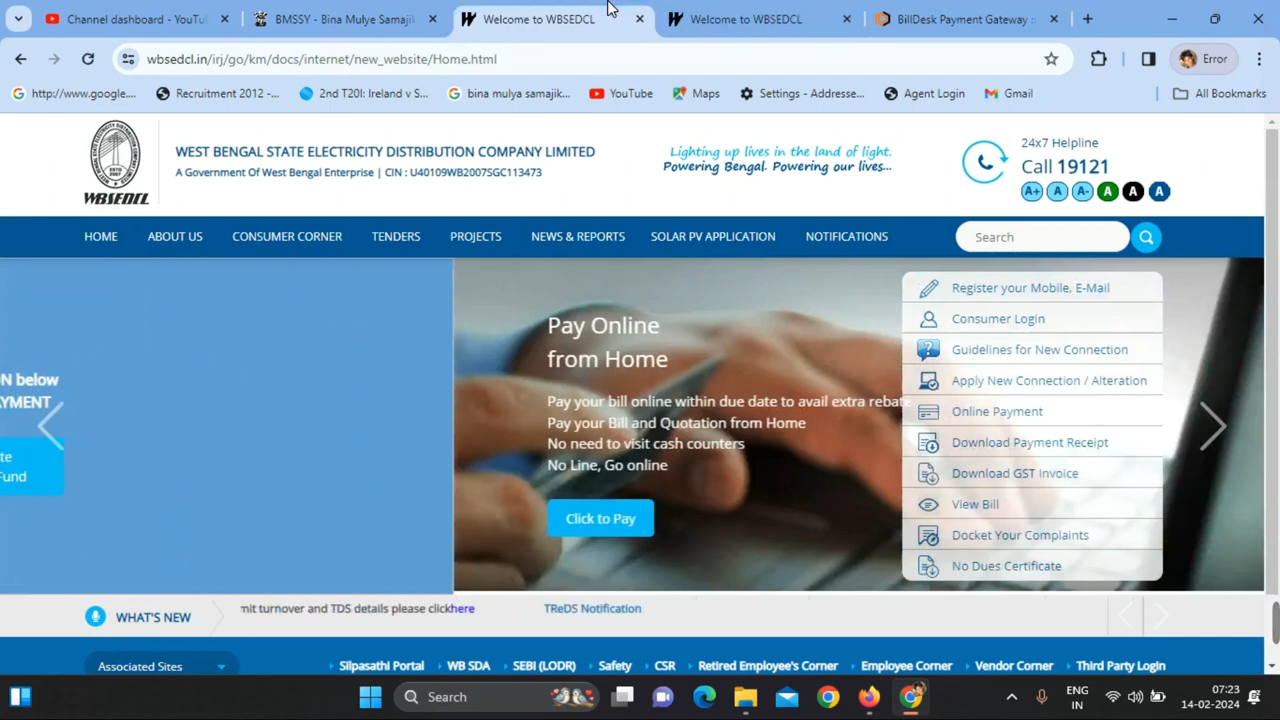 Channel dashboard - YouTu
BMSSY - Bina Mulye Samajik
Welcome to WBSEDCL
Welcome to WBSEDCL
BillDesk Payment Gateway :
wbsedcl.in/irj/go/km/docs/internet/new_website/Home.html
Error
http://www.google....
Recruitment 2012 -...
2nd T20I: Ireland v S...
bina mulya samajik...
YouTube
Maps
Settings - Addresse...
Agent Login
Gmail
All Bookmarks
WBSEDCL
WEST BENGAL STATE ELECTRICITY DISTRIBUTION COMPANY LIMITED
A Government Of West Bengal Enterprise | CIN : U40109WB2007SGC113473
Lighting up lives in the land of light.
Powering Bengal. Powering our lives...
24x7 Helpline
Call 19121
A+ A A- A A A
HOME
ABOUT US
CONSUMER CORNER
TENDERS
PROJECTS
NEWS & REPORTS
SOLAR PV APPLICATION
NOTIFICATIONS
Search
ON below
YMENT
te
Fund
Pay Online
from Home
Pay your bill online within due date to avail extra rebate
Pay your Bill and Quotation from Home
No need to visit cash counters
No Line, Go online
Click to Pay
Register your Mobile, E-Mail
Consumer Login
Guidelines for New Connection
Apply New Connection / Alteration
Online Payment
Download Payment Receipt
Download GST Invoice
View Bill
Docket Your Complaints
No Dues Certificate
WHAT'S NEW
mit turnover and TDS details please clickhere
TReDS Notification
Associated Sites
Silpasathi Portal
WB SDA
SEBI (LODR)
Safety
CSR
Retired Employee's Corner
Employee Corner
Vendor Corner
Third Party Login
Search
ENG
IN
07:23
14-02-2024